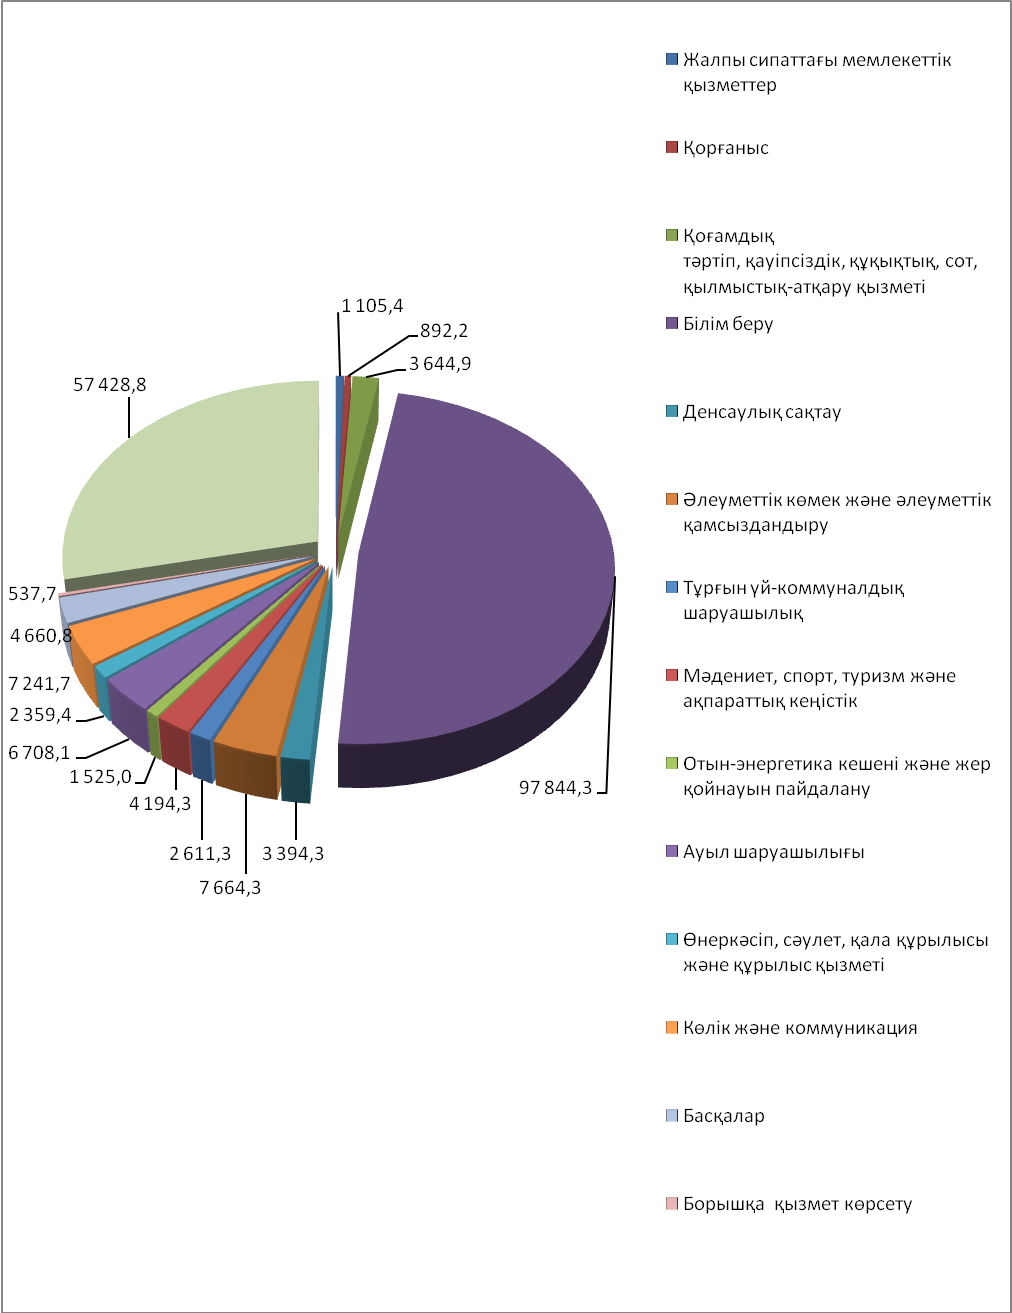 Жалпы сипаттағы мемлекеттік
қызметтер
Қорғаныс
Қоғамдық
тәртіп, қауіпсіздік, құқықтық, сот,
қылмыстық-атқару қызметі
Білім беру
Денсаулық сақтау
Әлеуметтік көмек және әлеуметтік
қамсыздандыру
Тұрғын үй-коммуналдық
шаруашылық
Мәдениет, спорт, туризм және
ақпараттық кеңістік
Отын-энергетика кешені және жер
қойнауын пайдалану
Ауыл шаруашылығы
Өнеркәсіп, сәулет, қала құрылысы
және құрылыс қызметі
Көлік және коммуникация
Басқалар
Борышқа қызмет көрсету
1 105,4
892,2
3 644,9
57 428,8
537,7
4 660,8
7 241,7
2 359,4
6 708,1
1 525,0
4 194,3
2 611,3
3 394,3
7 664,3
97 844,3